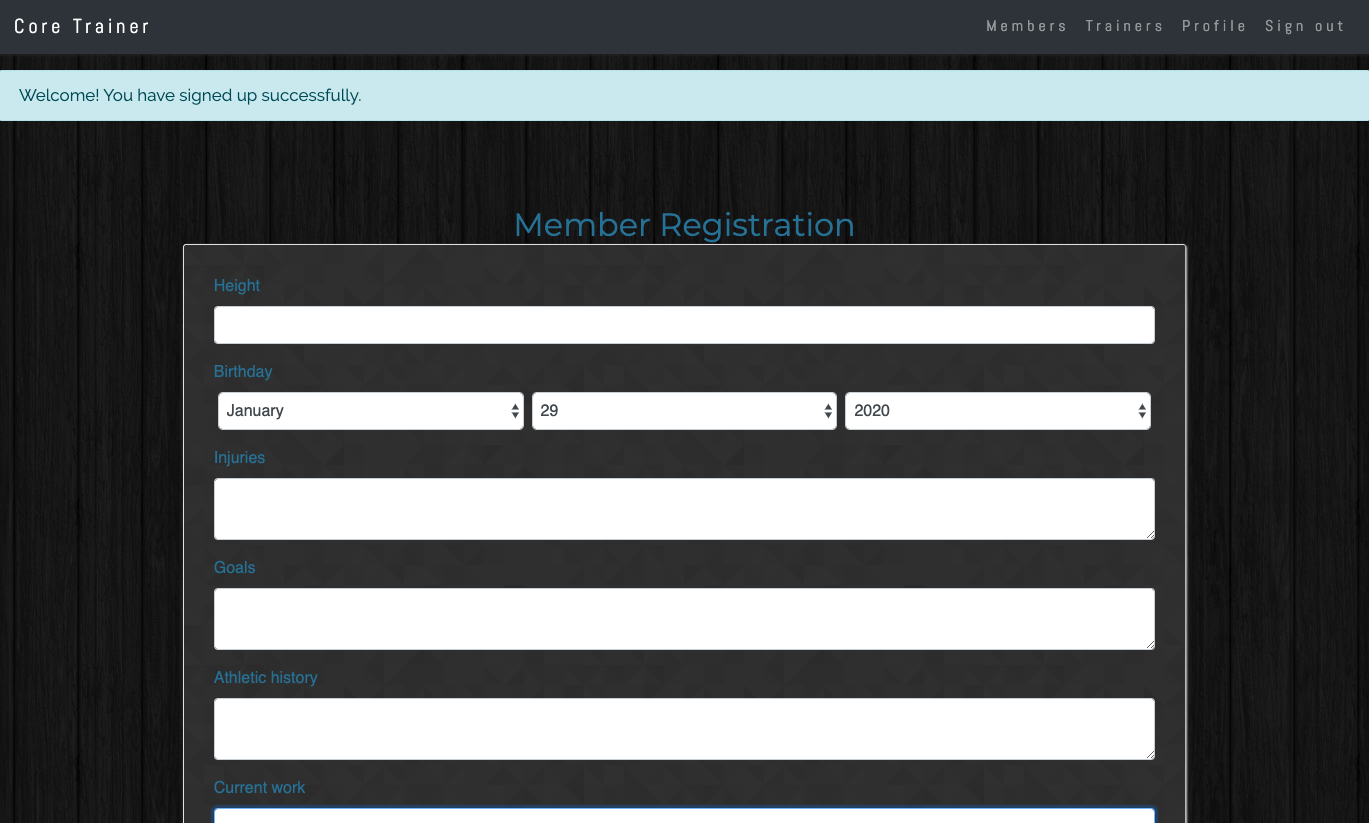 Core Trainer
Members Trainers Profile Sign out
Welcome! You have signed up successfully.
Member Registration
Height
Birthday
January 29 2020
Injuries
Goals
Athletic history
Current work